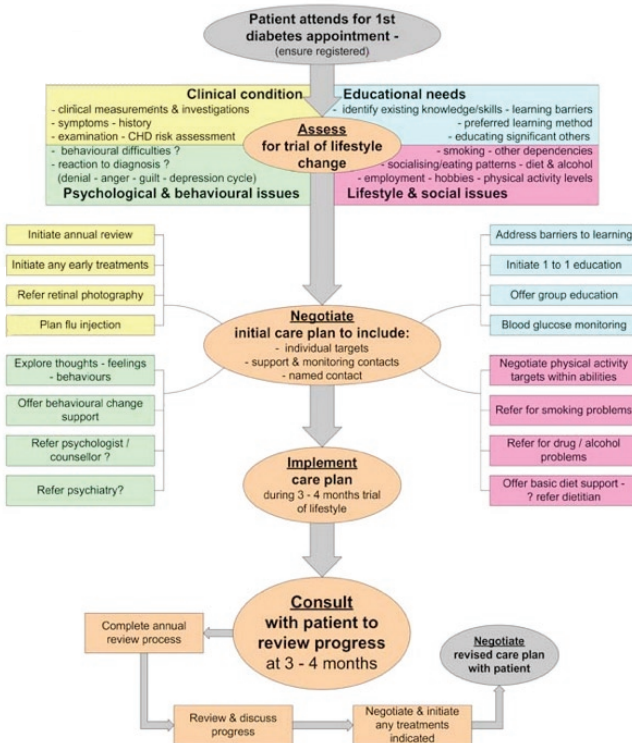 Patient attends for 1st
diabetes appointment -
(ensure registered)
Clinical condition
- clinical measurements & investigations
- symptoms - history
- examination - CHD risk assessment
Educational needs
- identify existing knowledge/skills - learning barriers
- preferred learning method
- educating significant others
Assess
for trial of lifestyle
change
- behavioural difficulties ?
- reaction to diagnosis ?
(denial - anger - guilt - depression cycle)
Psychological & behavioural issues
- smoking - other dependencies
- socialising/eating patterns - diet & alcohol
- employment - hobbies - physical activity levels
Lifestyle & social issues
Initiate annual review
Initiate any early treatments
Refer retinal photography
Plan flu injection
Address barriers to learning
Initiate 1 to 1 education
Offer group education
Blood glucose monitoring
Negotiate
initial care plan to include:
- individual targets
- support & monitoring contacts
- named contact
Explore thoughts - feelings
- behaviours
Offer behavioural change
support
Refer psychologist /
counsellor ?
Refer psychiatry?
Negotiate physical activity
targets within abilities
Refer for smoking problems
Refer for drug / alcohol
problems
Offer basic diet support -
? refer dietitian
Implement
care plan
during 3 - 4 months trial
of lifestyle
Consult
with patient to
review progress
at 3 - 4 months
Complete annual
review process
Review & discuss
progress
Negotiate & initiate
any treatments
indicated
Negotiate
revised care plan
with patient